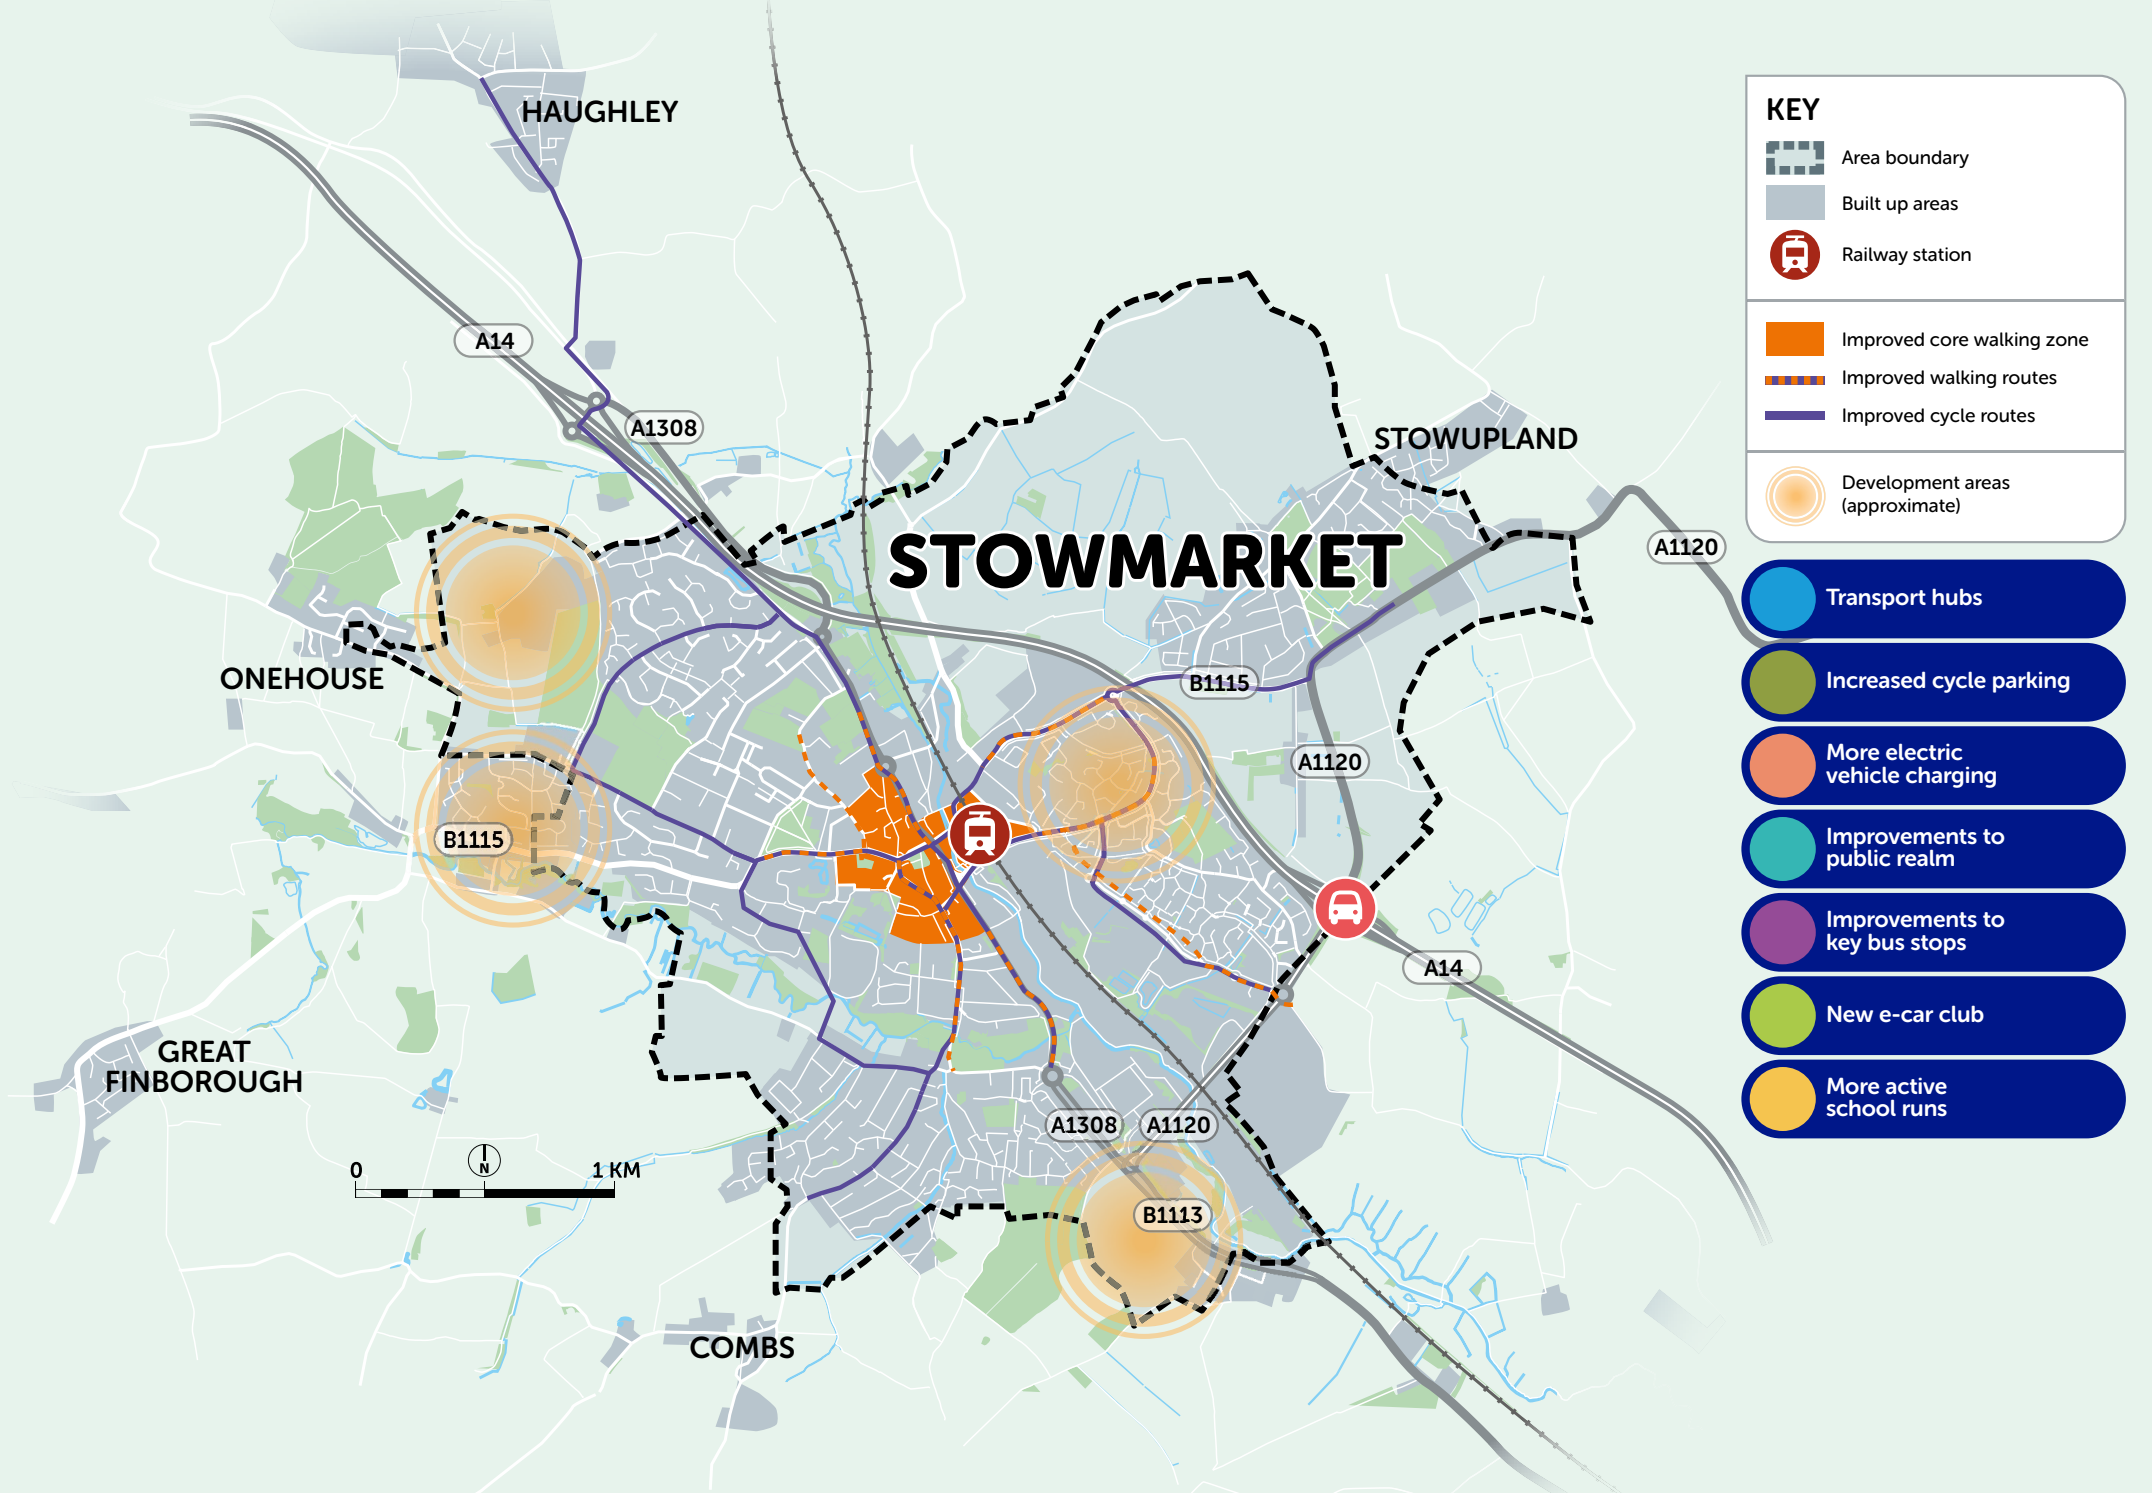 HAUGHLEY
A14
A1308
STOWUPLAND
STOWMARKET
A1120
ONEHOUSE
B1115
A1120
B1115
A14
GREAT
FINBOROUGH
A1308
A1120
B1113
0
N
1 KM
COMBS
KEY
Area boundary
Built up areas
Railway station
Improved core walking zone
Improved walking routes
Improved cycle routes
Development areas
(approximate)
Transport hubs
Increased cycle parking
More electric
vehicle charging
Improvements to
public realm
Improvements to
key bus stops
New e-car club
More active
school runs